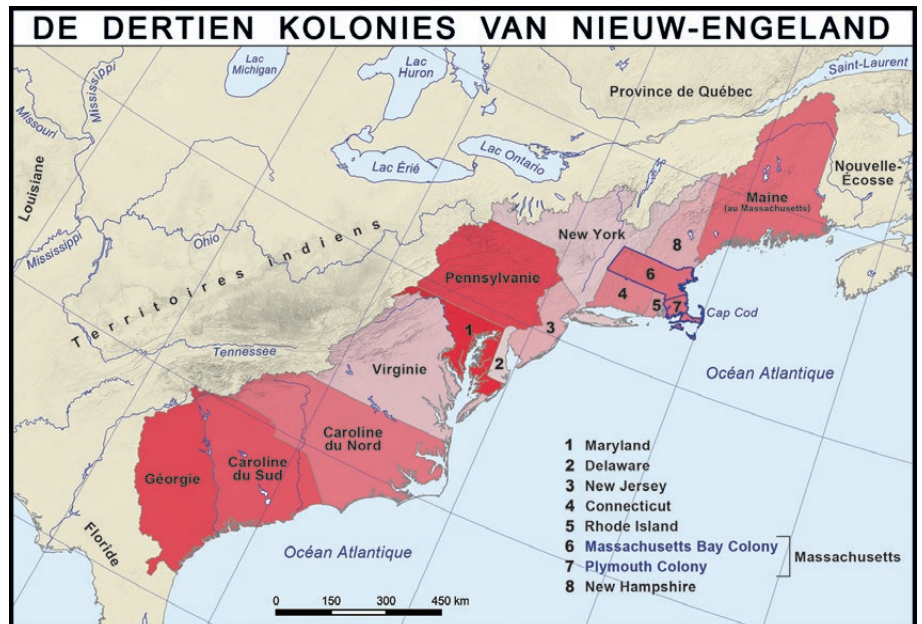 DE DERTIEN KOLONIES VAN NIEUW-ENGELAND
Lac
Michigan
Lac
Huron
Saint-Laurent
Mississippi
Missouri
Province de Québec
Lac Érié
Lac Ontario
Nouvelle-
Écosse
Louisiane
Maine
(au Massachusetts)
Mississippi
Ohio
Territoires indiens
New York
8
Pennsylvanie
6
4
5
7
Cap Cod
1
3
2
Tennessee
Virginie
Océan Atlantique
Caroline
du Nord
Caroline
du Sud
Géorgie
Floride
Océan Atlantique
1 Maryland
2 Delaware
3 New Jersey
4 Connecticut
5 Rhode Island
6 Massachusetts Bay Colony
7 Plymouth Colony
Massachusetts
8 New Hampshire
0 150 300 450 km